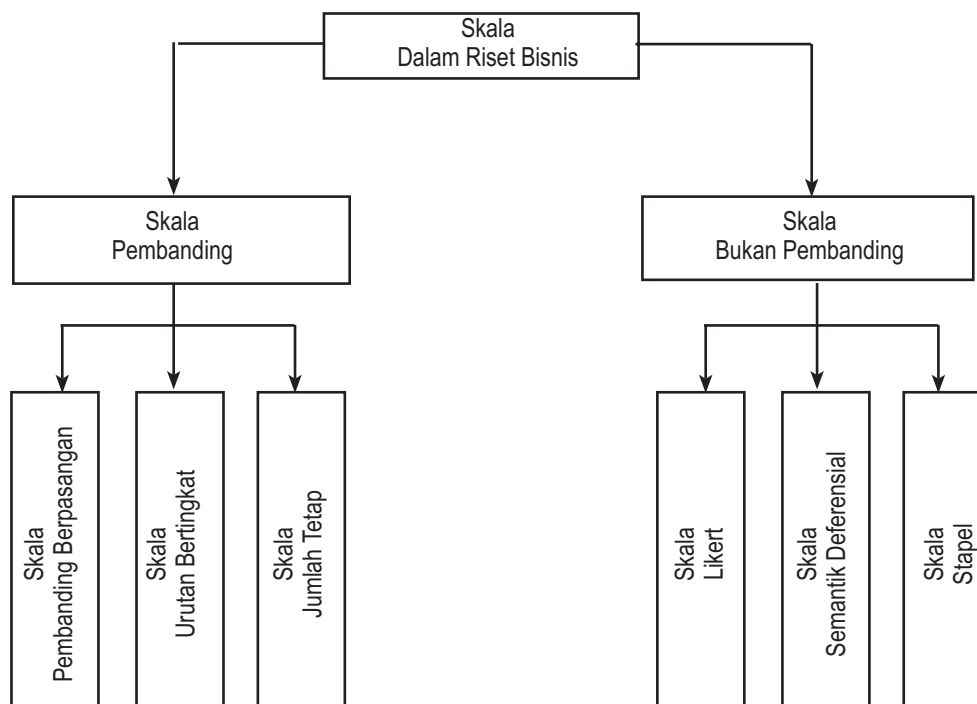 Skala
Dalam Riset Bisnis
Skala
Pembanding
Skala
Bukan Pembanding
Skala
Pembanding Berpasangan
Skala
Urutan Bertingkat
Skala
Jumlah Tetap
Skala
Likert
Skala
Semantik Deferensial
Skala
Stapel